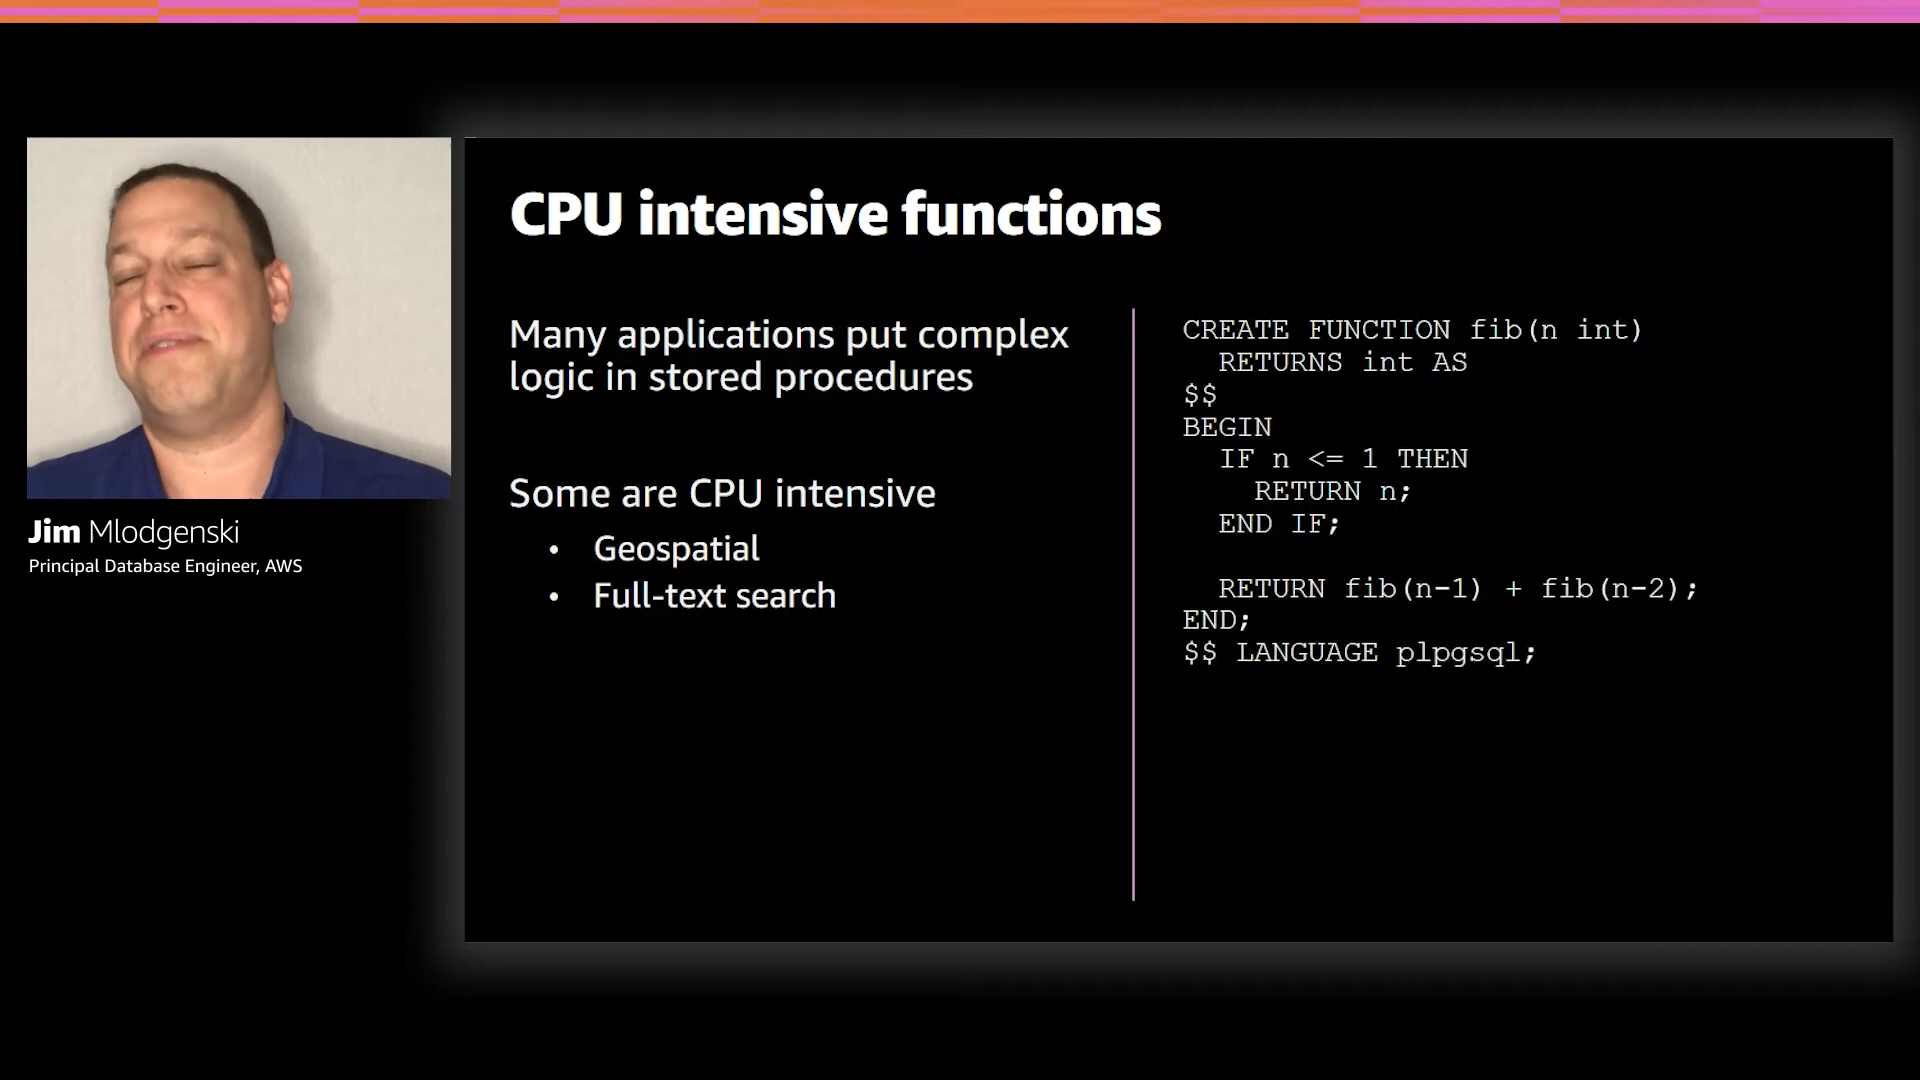 CPU intensive functions
Many applications put complex
logic in stored procedures
Some are CPU intensive
• Geospatial
• Full-text search
CREATE FUNCTION fib(n int)
  RETURNS int AS
$$
BEGIN
  IF n <= 1 THEN
    RETURN n;
  END IF;

  RETURN fib(n-1) + fib(n-2);
END;
$$ LANGUAGE plpgsql;
Jim Mlodgenski
Principal Database Engineer, AWS